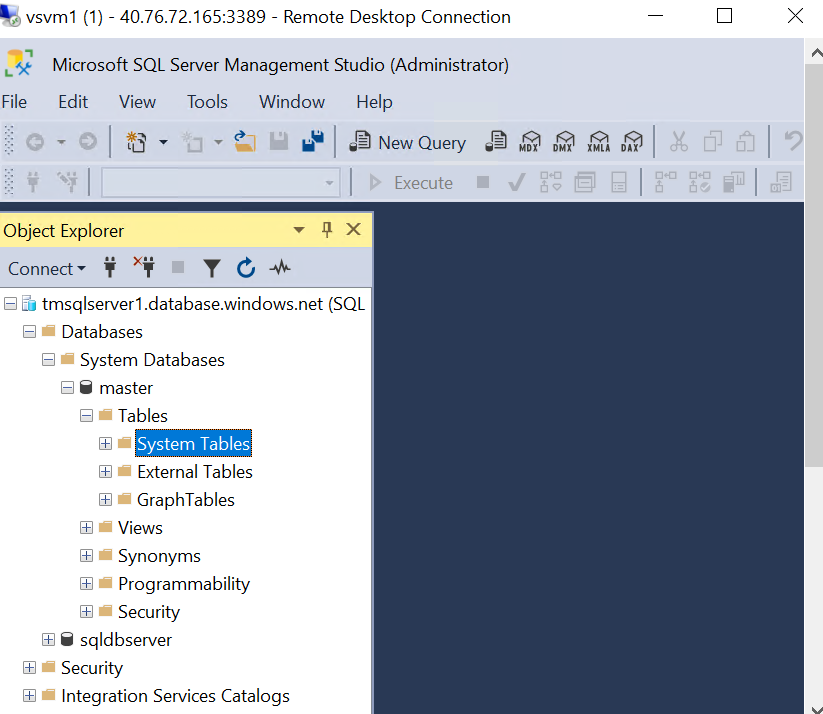 vsvm1 (1) - 40.76.72.165:3389 - Remote Desktop Connection
Microsoft SQL Server Management Studio (Administrator)
File Edit View Tools Window Help
New Query MDX DMX XMLA DAX
Execute
Object Explorer
Connect
tmsqlserver1.database.windows.net (SQL
Databases
System Databases
master
Tables
System Tables
External Tables
GraphTables
Views
Synonyms
Programmability
Security
sqldbserver
Security
Integration Services Catalogs